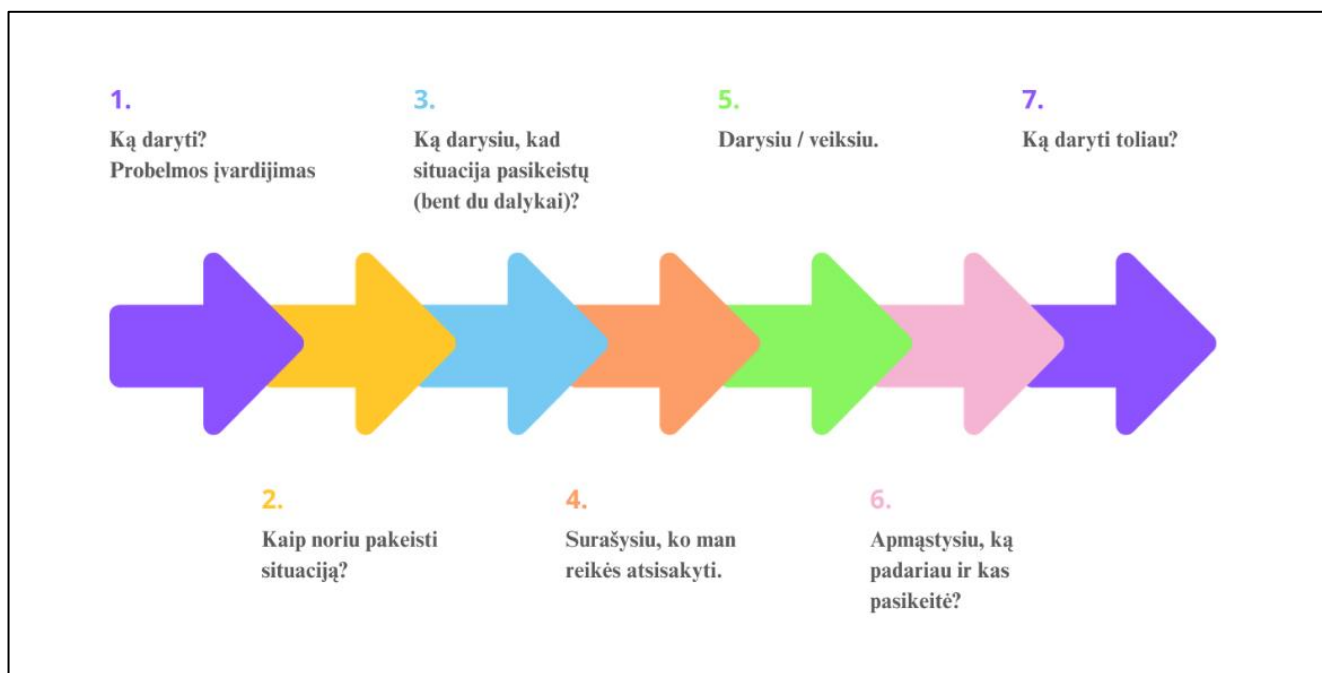 1.
Ką daryti?
Probelmos įvardijimas
2.
Kaip noriu pakeisti
situaciją?
3.
Ką darysiu, kad
situacija pasikeistų
(bent du dalykai)?
4.
Surašysiu, ko man
reikės atsisakyti.
5.
Darysiu / veiksiu.
6.
Apmąstysiu, ką
padariau ir kas
pasikeitė?
7.
Ką daryti toliau?